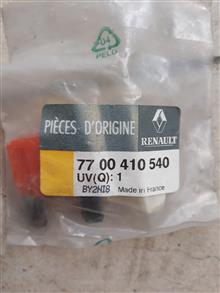 04
PELD
PIÈCES D'ORIGINE
RENAULT
77 00 410 540
UV(Q): 1
BY2HI8 Made in France